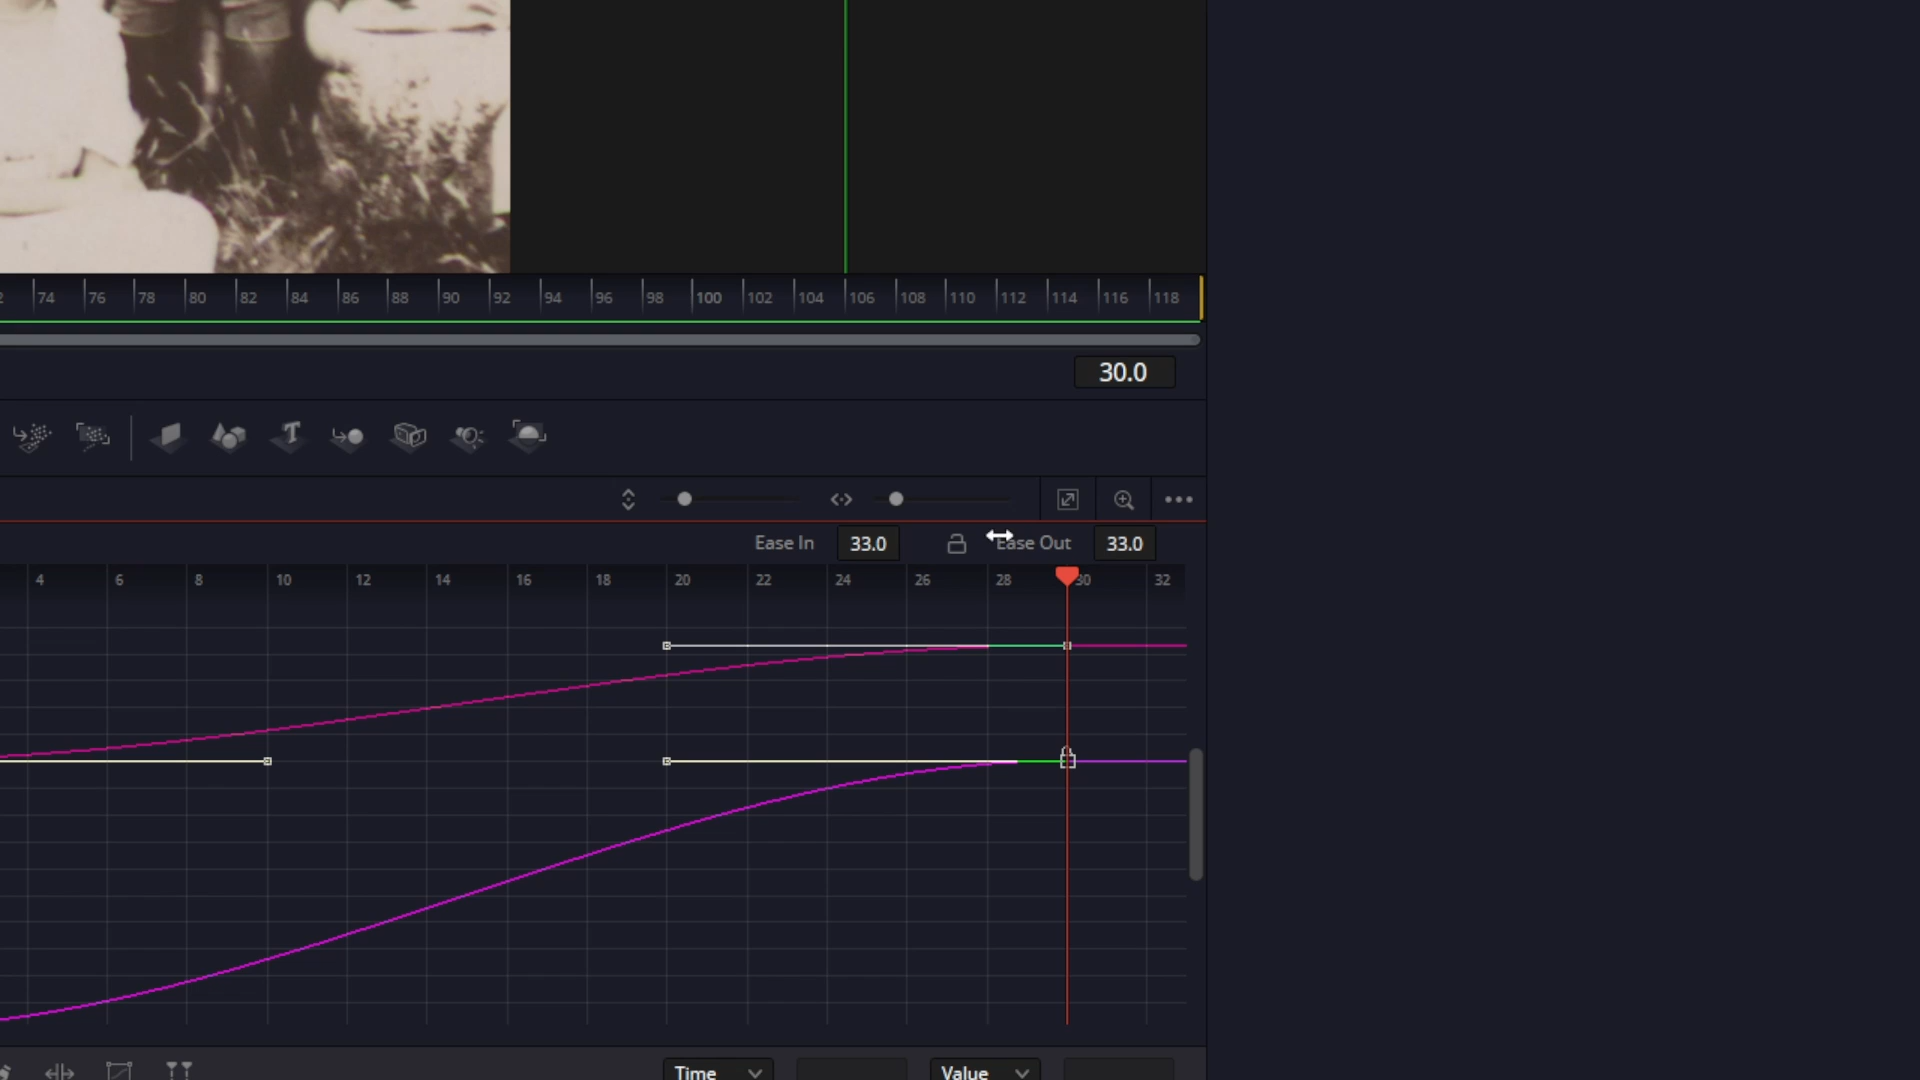 74 76 78 80 82 84 86 88 90 92 94 96 98 100 102 104 106 108 110 112 114 116 118
30.0
Ease In 33.0 Ease Out 33.0
4 6 8 10 12 14 16 18 20 22 24 26 28 30 32
Time Value